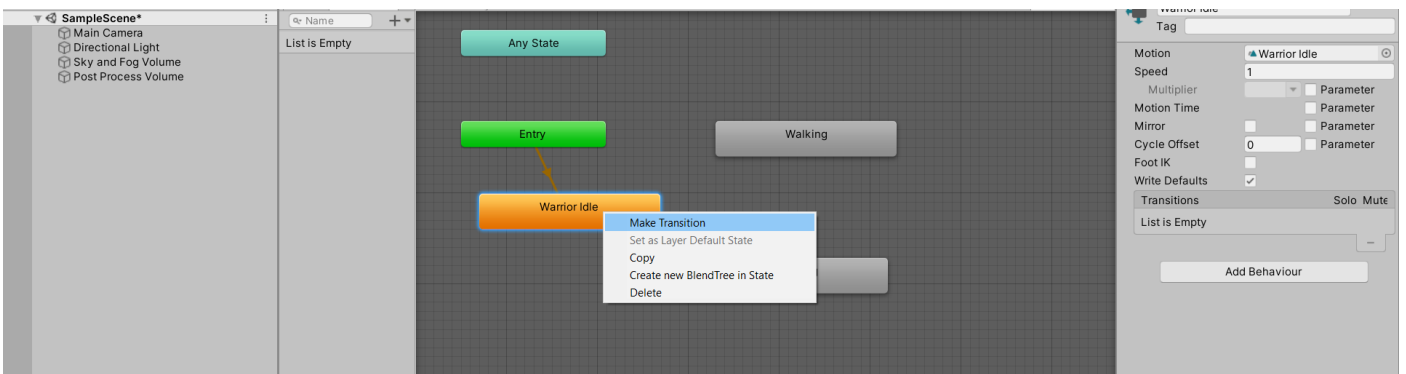 SampleScene*
Main Camera
Directional Light
Sky and Fog Volume
Post Process Volume
Name
List is Empty
Any State
Entry
Walking
Warrior Idle
Make Transition
Set as Layer Default State
Copy
Create new BlendTree in State
Delete
Warrior Idle
Tag
Motion Warrior Idle
Speed 1
Multiplier Parameter
Motion Time Parameter
Mirror Parameter
Cycle Offset 0 Parameter
Foot IK
Write Defaults
Transitions Solo Mute
List is Empty
Add Behaviour